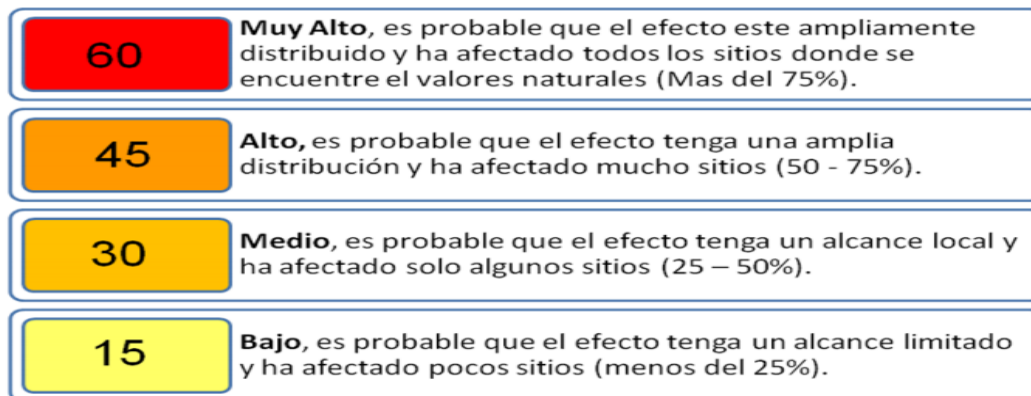 60
Muy Alto, es probable que el efecto este ampliamente
distribuido y ha afectado todos los sitios donde se
encuentre el valores naturales (Mas del 75%).
45
Alto, es probable que el efecto tenga una amplia
distribución y ha afectado mucho sitios (50 - 75%).
30
Medio, es probable que el efecto tenga un alcance local y
ha afectado solo algunos sitios (25 – 50%).
15
Bajo, es probable que el efecto tenga un alcance limitado
y ha afectado pocos sitios (menos del 25%).